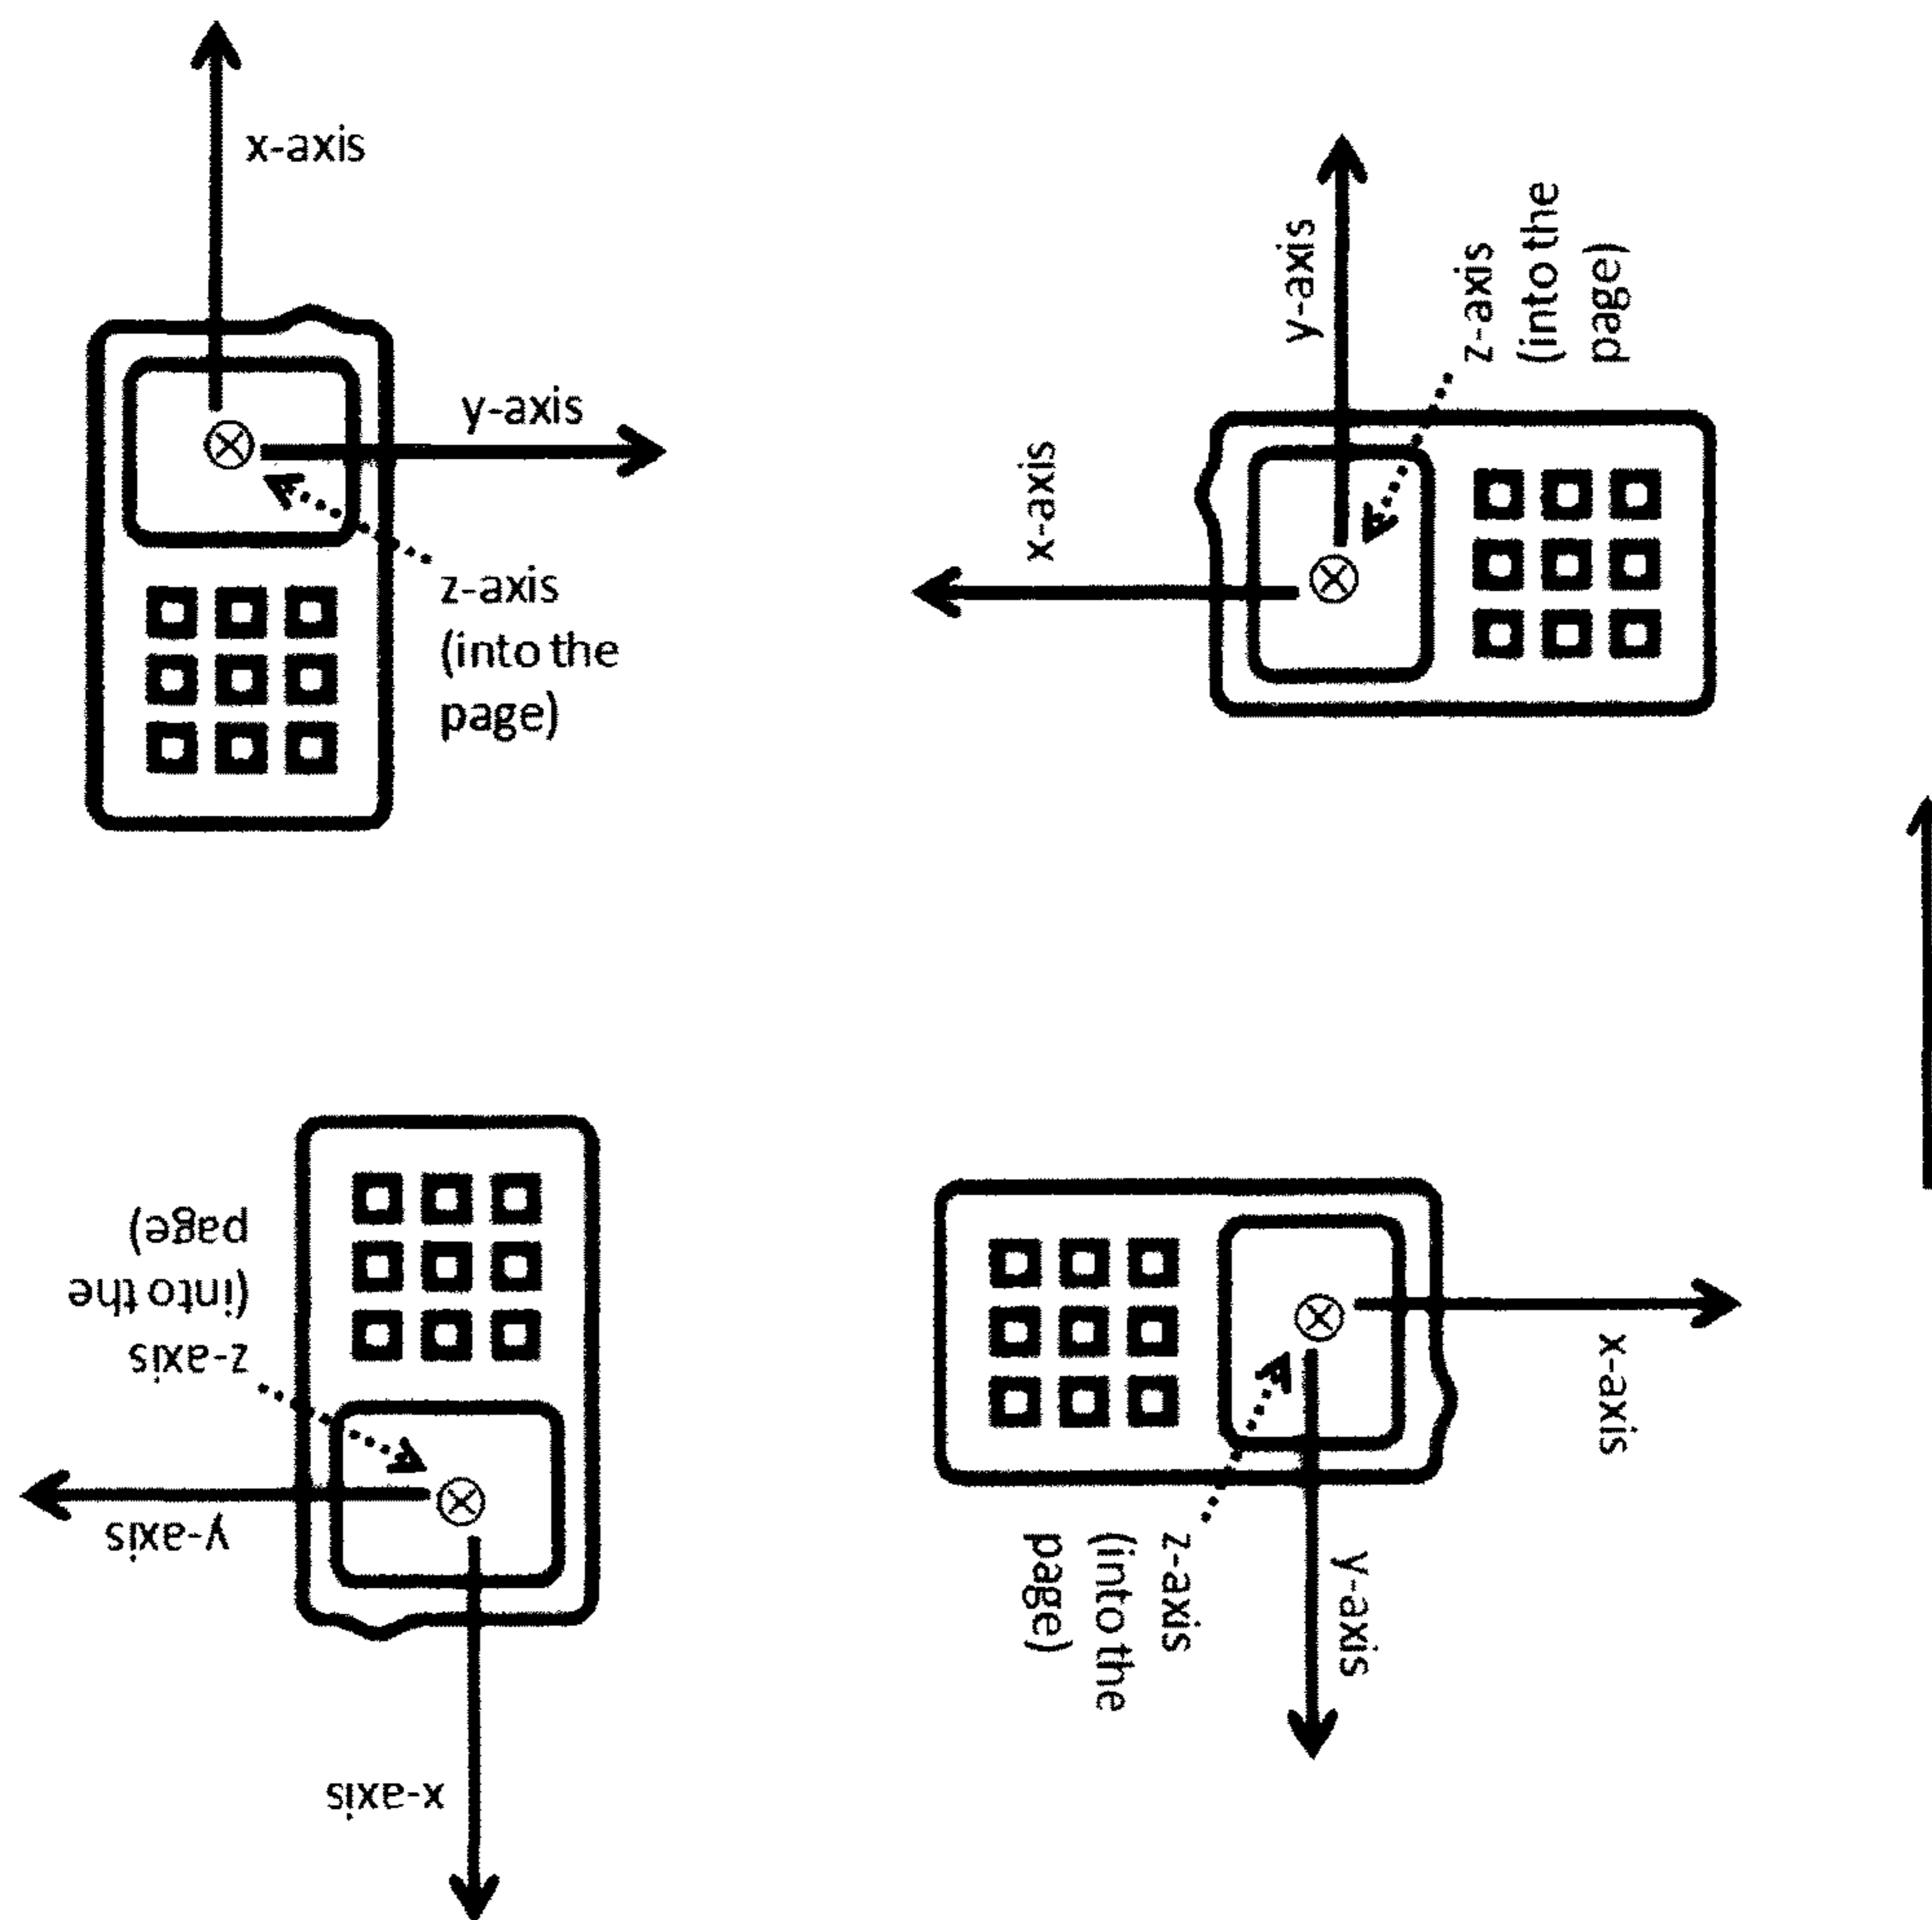 x-axis
y-axis
z-axis
(into the
page)
y-axis
z-axis
(into the
page)
x-axis
z-axis
(into the
page)
y-axis
x-axis
x-axis
y-axis
z-axis
(into the
page)